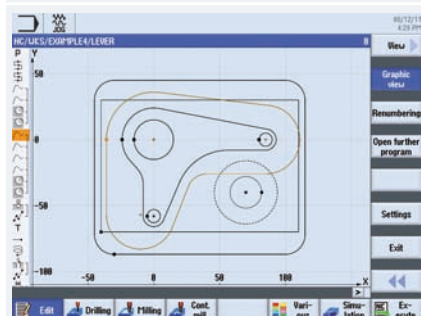 08/12/11
4:29 PM
NC/WKS/EXAMPLE4/LEVER 8
View
P Y
50
Graphic
view
Renumbering
0
Open further
program
-50
Settings
Exit
T
-100
-50 0 50 100 X
Edit Drilling Milling Cont.
mill. Vari-
ous Simu-
lation Ex-
ecute